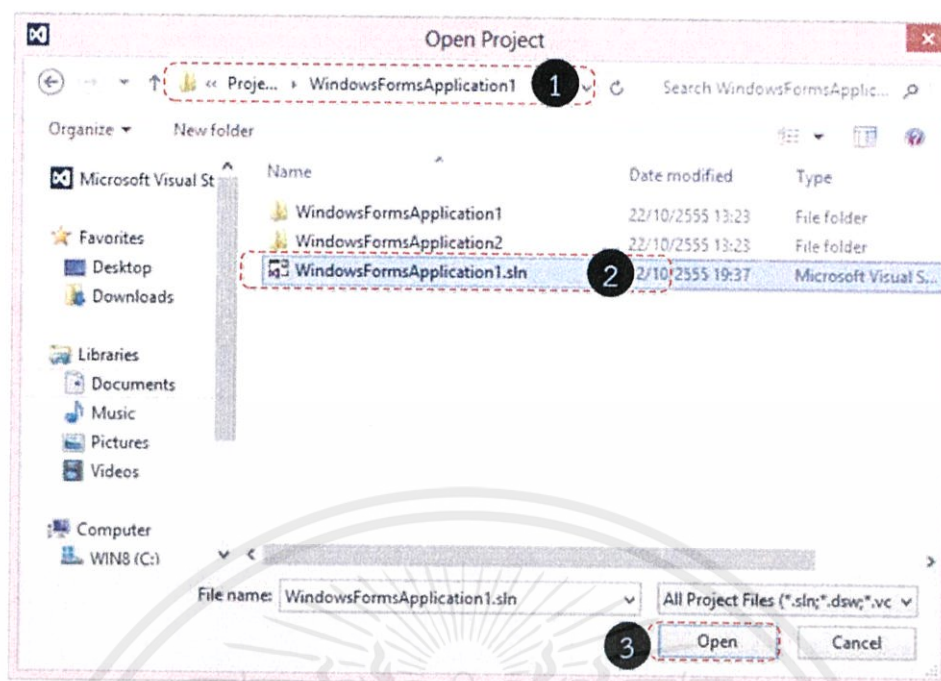 Open Project
« Proje... ▸ WindowsFormsApplication1 1 Search WindowsFormsApplic...
Organize New folder
Microsoft Visual St
Name Date modified Type
WindowsFormsApplication1 22/10/2555 13:23 File folder
Favorites
WindowsFormsApplication2 22/10/2555 13:23 File folder
Desktop
WindowsFormsApplication1.sln 2 2/10/2555 19:37 Microsoft Visual S...
Downloads
Libraries
Documents
Music
Pictures
Videos
Computer
WIN8 (C:)
File name: WindowsFormsApplication1.sln All Project Files (*.sln;*.dsw;*.vc
3 Open Cancel